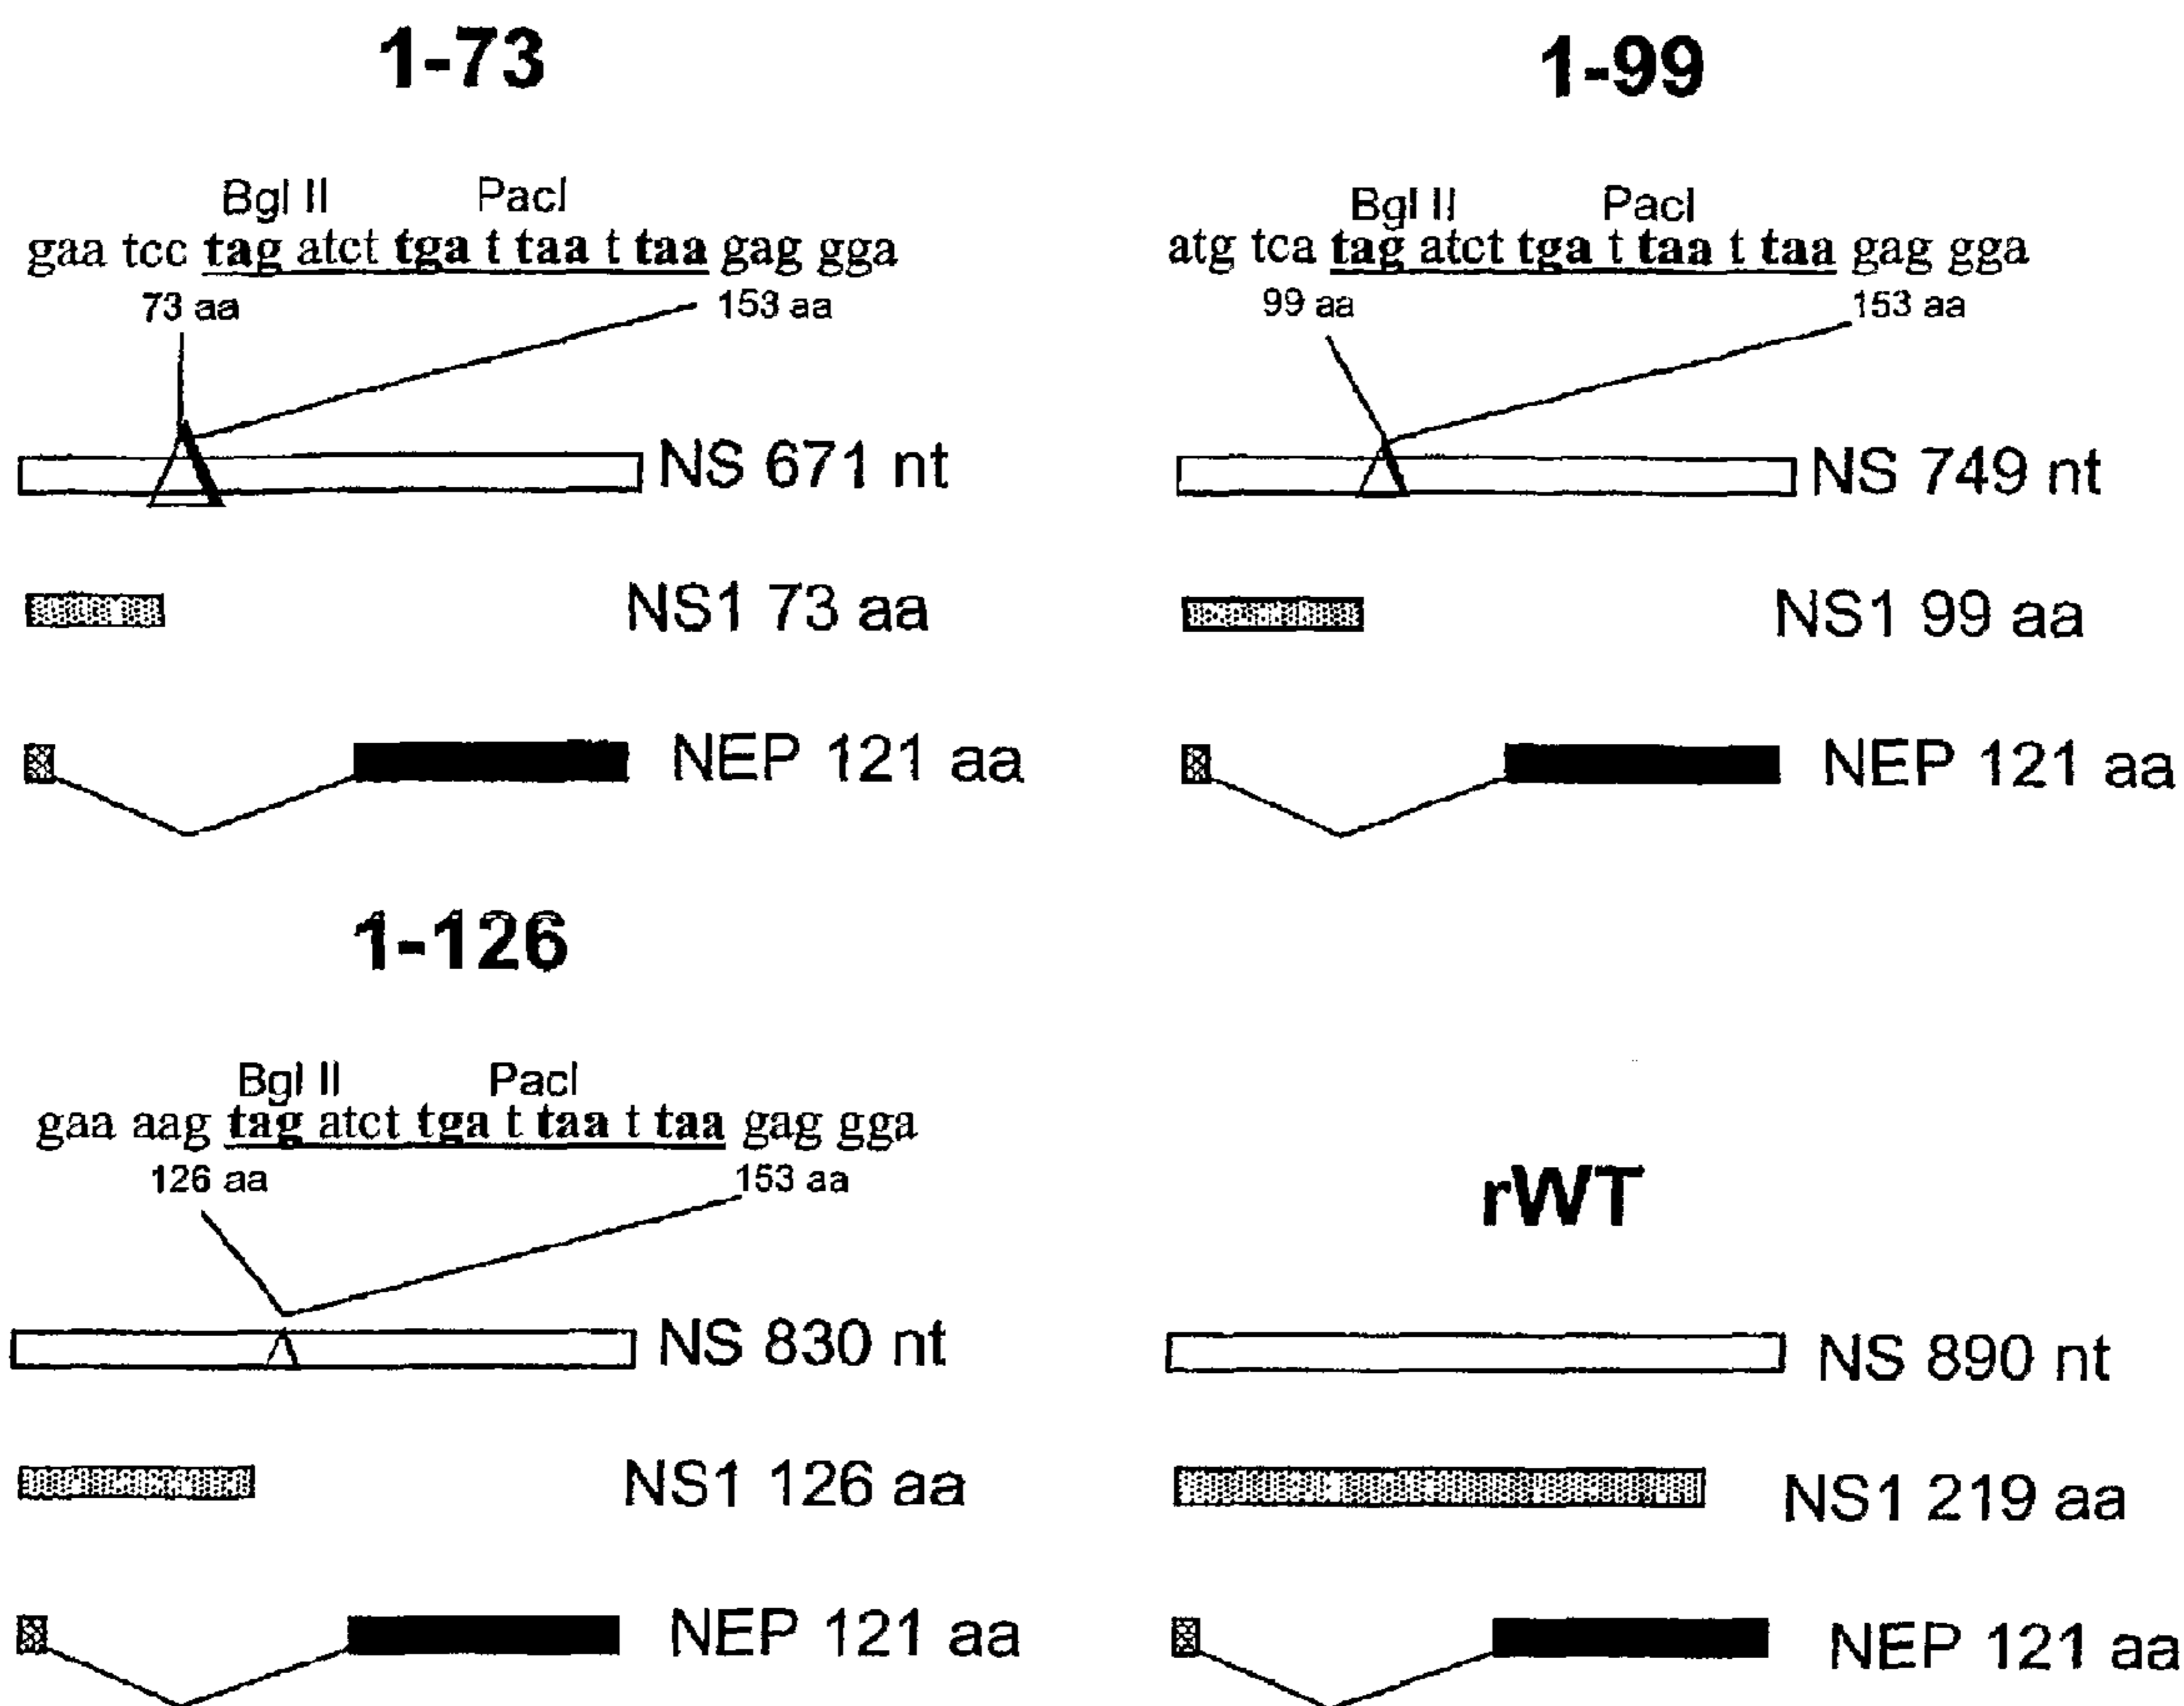 1-73
Bgl II PacI
gaa tcc tag atct tga t taa t taa gag gga
73 aa 153 aa
NS 671 nt
NS1 73 aa
NEP 121 aa
1-99
Bgl II PacI
atg tca tag atct tga t taa t taa gag gga
99 aa 153 aa
NS 749 nt
NS1 99 aa
NEP 121 aa
1-126
Bgl II PacI
gaa aag tag atct tga t taa t taa gag gga
126 aa 153 aa
NS 830 nt
NS1 126 aa
NEP 121 aa
rWT
NS 890 nt
NS1 219 aa
NEP 121 aa